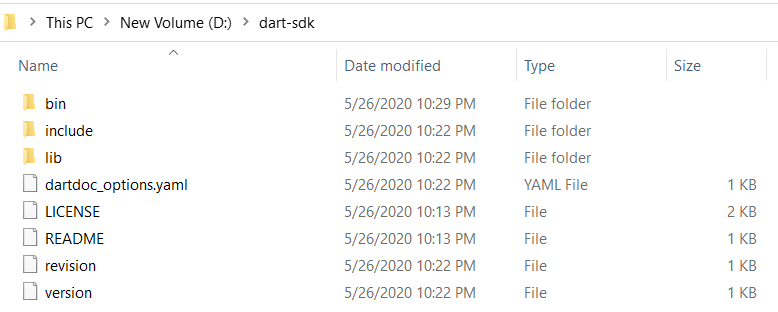 This PC > New Volume (D:) > dart-sdk
Name Date modified Type Size
bin 5/26/2020 10:29 PM File folder
include 5/26/2020 10:22 PM File folder
lib 5/26/2020 10:22 PM File folder
dartdoc_options.yaml 5/26/2020 10:22 PM YAML File 1 KB
LICENSE 5/26/2020 10:13 PM File 2 KB
README 5/26/2020 10:13 PM File 1 KB
revision 5/26/2020 10:22 PM File 1 KB
version 5/26/2020 10:22 PM File 1 KB